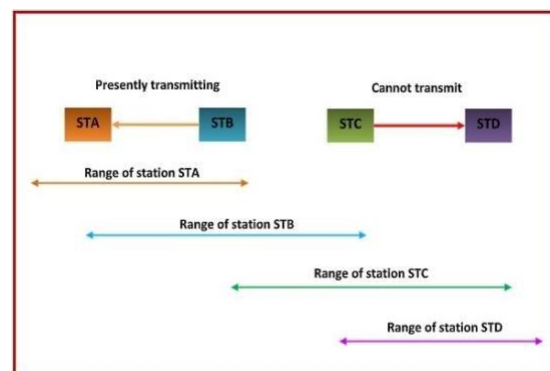 Presently transmitting Cannot transmit
STA STB STC STD
Range of station STA
Range of station STB
Range of station STC
Range of station STD